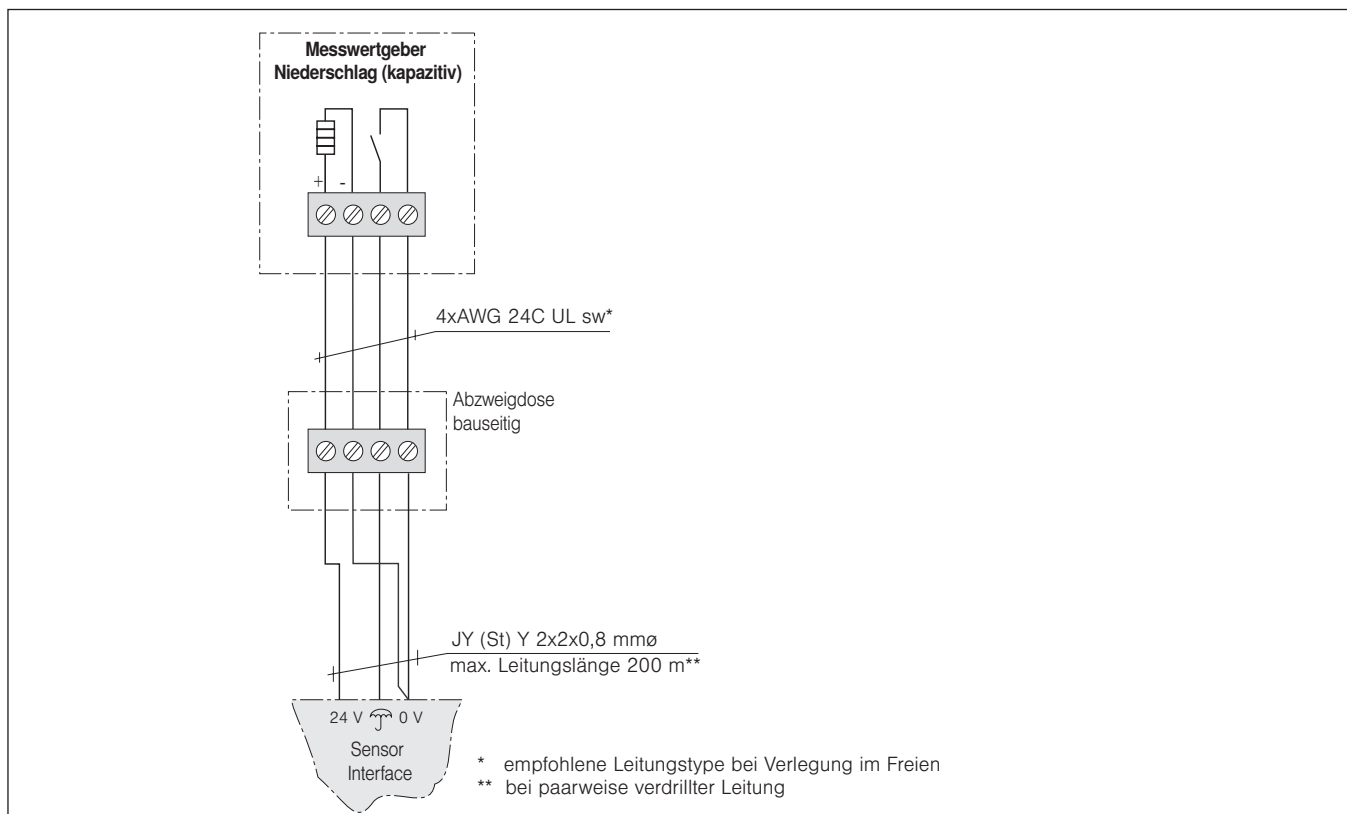 Messwertgeber
Niederschlag (kapazitiv)
+ -
4xAWG 24C UL sw*
Abzweigdose
bauseitig
JY (St) Y 2x2x0,8 mmø
max. Leitungslänge 200 m**
24 V 0 V
Sensor
Interface
* empfohlene Leitungstype bei Verlegung im Freien
** bei paarweise verdrillter Leitung